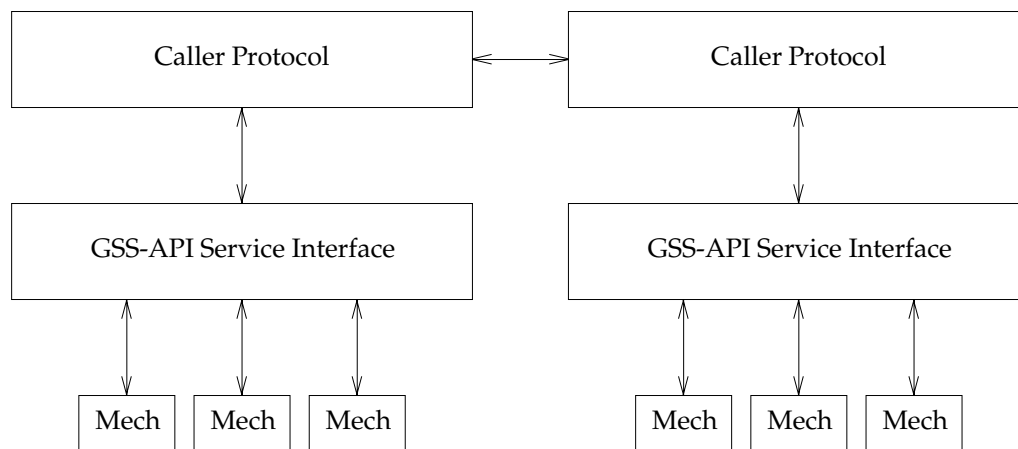 Caller Protocol
Caller Protocol
GSS-API Service Interface
GSS-API Service Interface
Mech
Mech
Mech
Mech
Mech
Mech